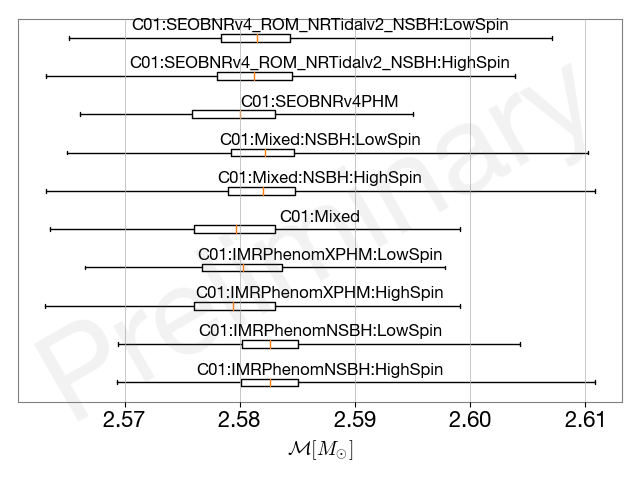 C01:SEOBNRv4_ROM_NRTidalv2_NSBH:LowSpin
C01:SEOBNRv4_ROM_NRTidalv2_NSBH:HighSpin
C01:SEOBNRv4PHM
C01:Mixed:NSBH:LowSpin
C01:Mixed:NSBH:HighSpin
C01:Mixed
C01:IMRPhenomXPHM:LowSpin
C01:IMRPhenomXPHM:HighSpin
C01:IMRPhenomNSBH:LowSpin
C01:IMRPhenomNSBH:HighSpin
Preliminary
2.57 2.58 2.59 2.60 2.61
ℳ[M☉]